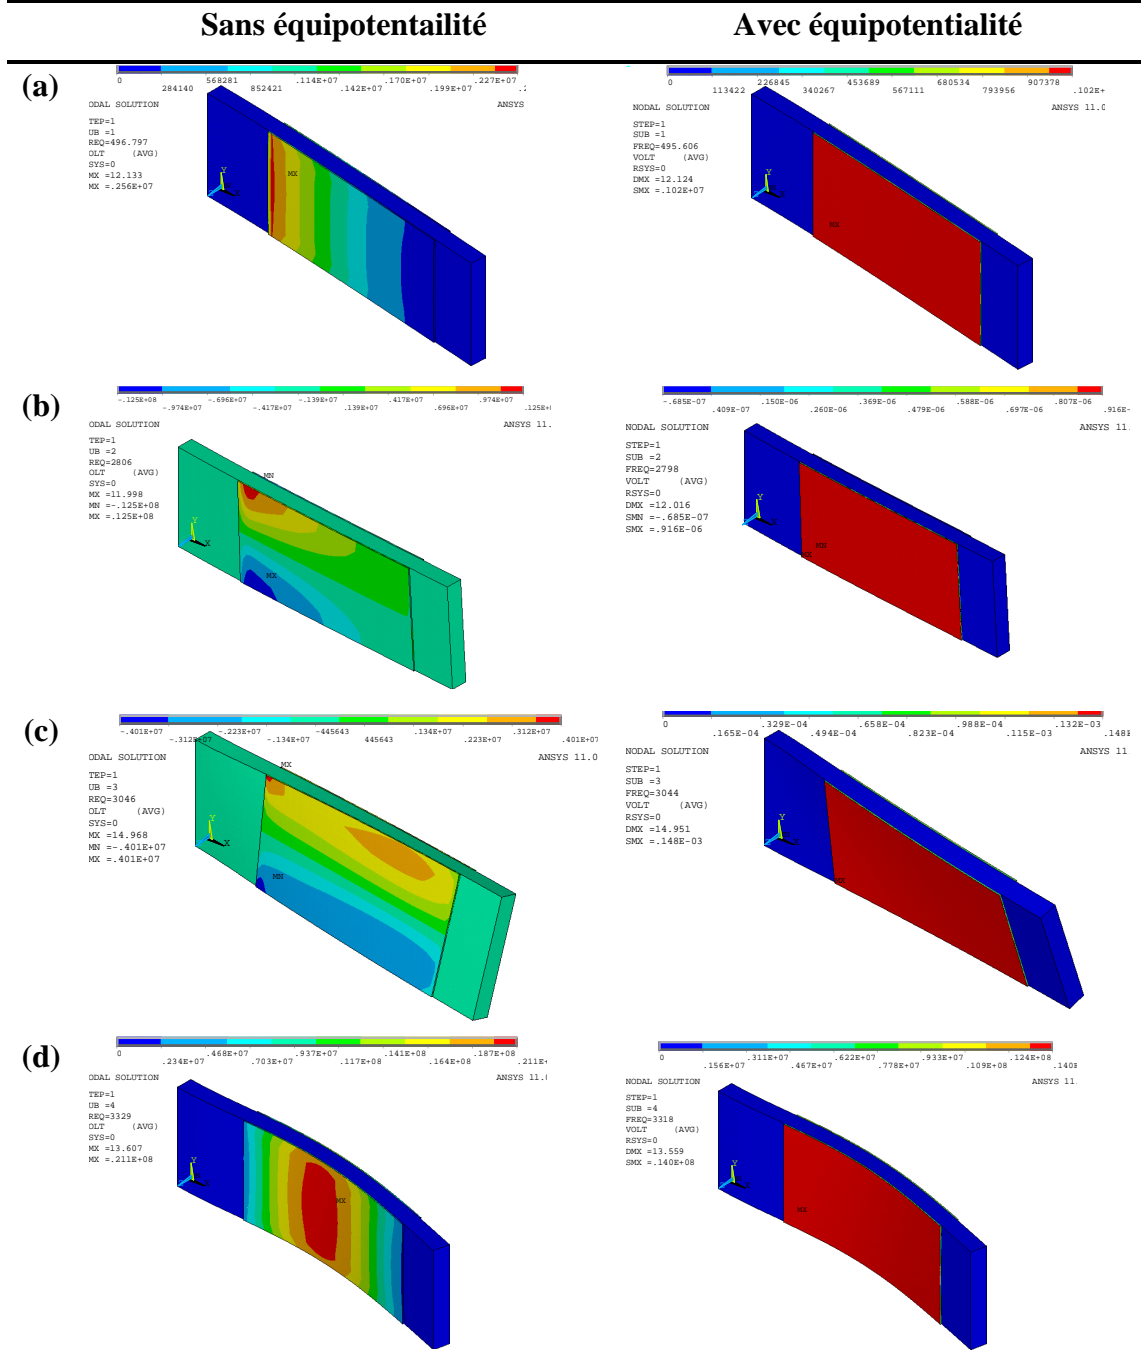 Sans équipotentailité
Avec équipotentialité
(a)
0 568281 .114E+07 .170E+07 .227E+07
284140 852421 .142E+07 .199E+07
ODAL SOLUTION
ANSYS
TEP=1
UB =1
REQ=496.797
OLT (AVG)
SYS=0
MX =12.133
MX =.256E+07
MX
Y
X
0 226845 453689 680534 907378
113422 340267 567111 793956 .102E+
NODAL SOLUTION
ANSYS 11.0
STEP=1
SUB =1
FREQ=495.606
VOLT (AVG)
RSYS=0
DMX =12.124
SMX =.102E+07
MX
Y
X
(b)
-.125E+08 -.696E+07 -.139E+07 .417E+07 .974E+07
-.974E+07 -.417E+07 .139E+07 .696E+07 .125E+
ODAL SOLUTION
ANSYS 11.
TEP=1
UB =2
REQ=2806
OLT (AVG)
SYS=0
MX =11.998
MN =-.125E+08
MX =.125E+08
MN
MX
Y
X
-.685E-07 .150E-06 .369E-06 .588E-06 .807E-06
.409E-07 .260E-06 .479E-06 .697E-06 .916E-
NODAL SOLUTION
ANSYS 11.
STEP=1
SUB =2
FREQ=2798
VOLT (AVG)
RSYS=0
DMX =12.016
SMN =-.685E-07
SMX =.916E-06
MN
MX
Y
(c)
-.401E+07 -.223E+07 -445643 .134E+07 .312E+07
-.312E+07 -.134E+07 445643 .223E+07 .401E+07
ODAL SOLUTION
ANSYS 11.0
TEP=1
UB =3
REQ=3046
OLT (AVG)
SYS=0
MX =14.968
MN =-.401E+07
MX =.401E+07
MX
MN
Y
X
0 .329E-04 .658E-04 .988E-04 .132E-03
.165E-04 .494E-04 .823E-04 .115E-03 .148E
NODAL SOLUTION
ANSYS 11
STEP=1
SUB =3
FREQ=3044
VOLT (AVG)
RSYS=0
DMX =14.951
SMX =.148E-03
MX
Y
(d)
0 .468E+07 .937E+07 .141E+08 .187E+08
.234E+07 .703E+07 .117E+08 .164E+08 .211E+
ODAL SOLUTION
ANSYS 11.
TEP=1
UB =4
REQ=3329
OLT (AVG)
SYS=0
MX =13.607
MX =.211E+08
MX
Y
0 .311E+07 .622E+07 .933E+07 .124E+08
.156E+07 .467E+07 .778E+07 .109E+08 .140E
NODAL SOLUTION
ANSYS 11.
STEP=1
SUB =4
FREQ=3318
VOLT (AVG)
RSYS=0
DMX =13.559
SMX =.140E+08
MX
Y